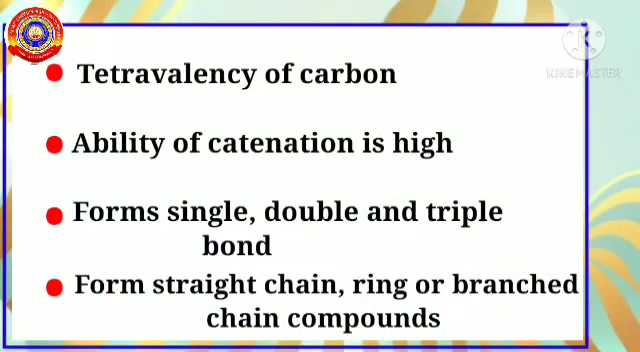 KINEMASTER
Tetravalency of carbon
Ability of catenation is high
Forms single, double and triple
bond
Form straight chain, ring or branched
chain compounds